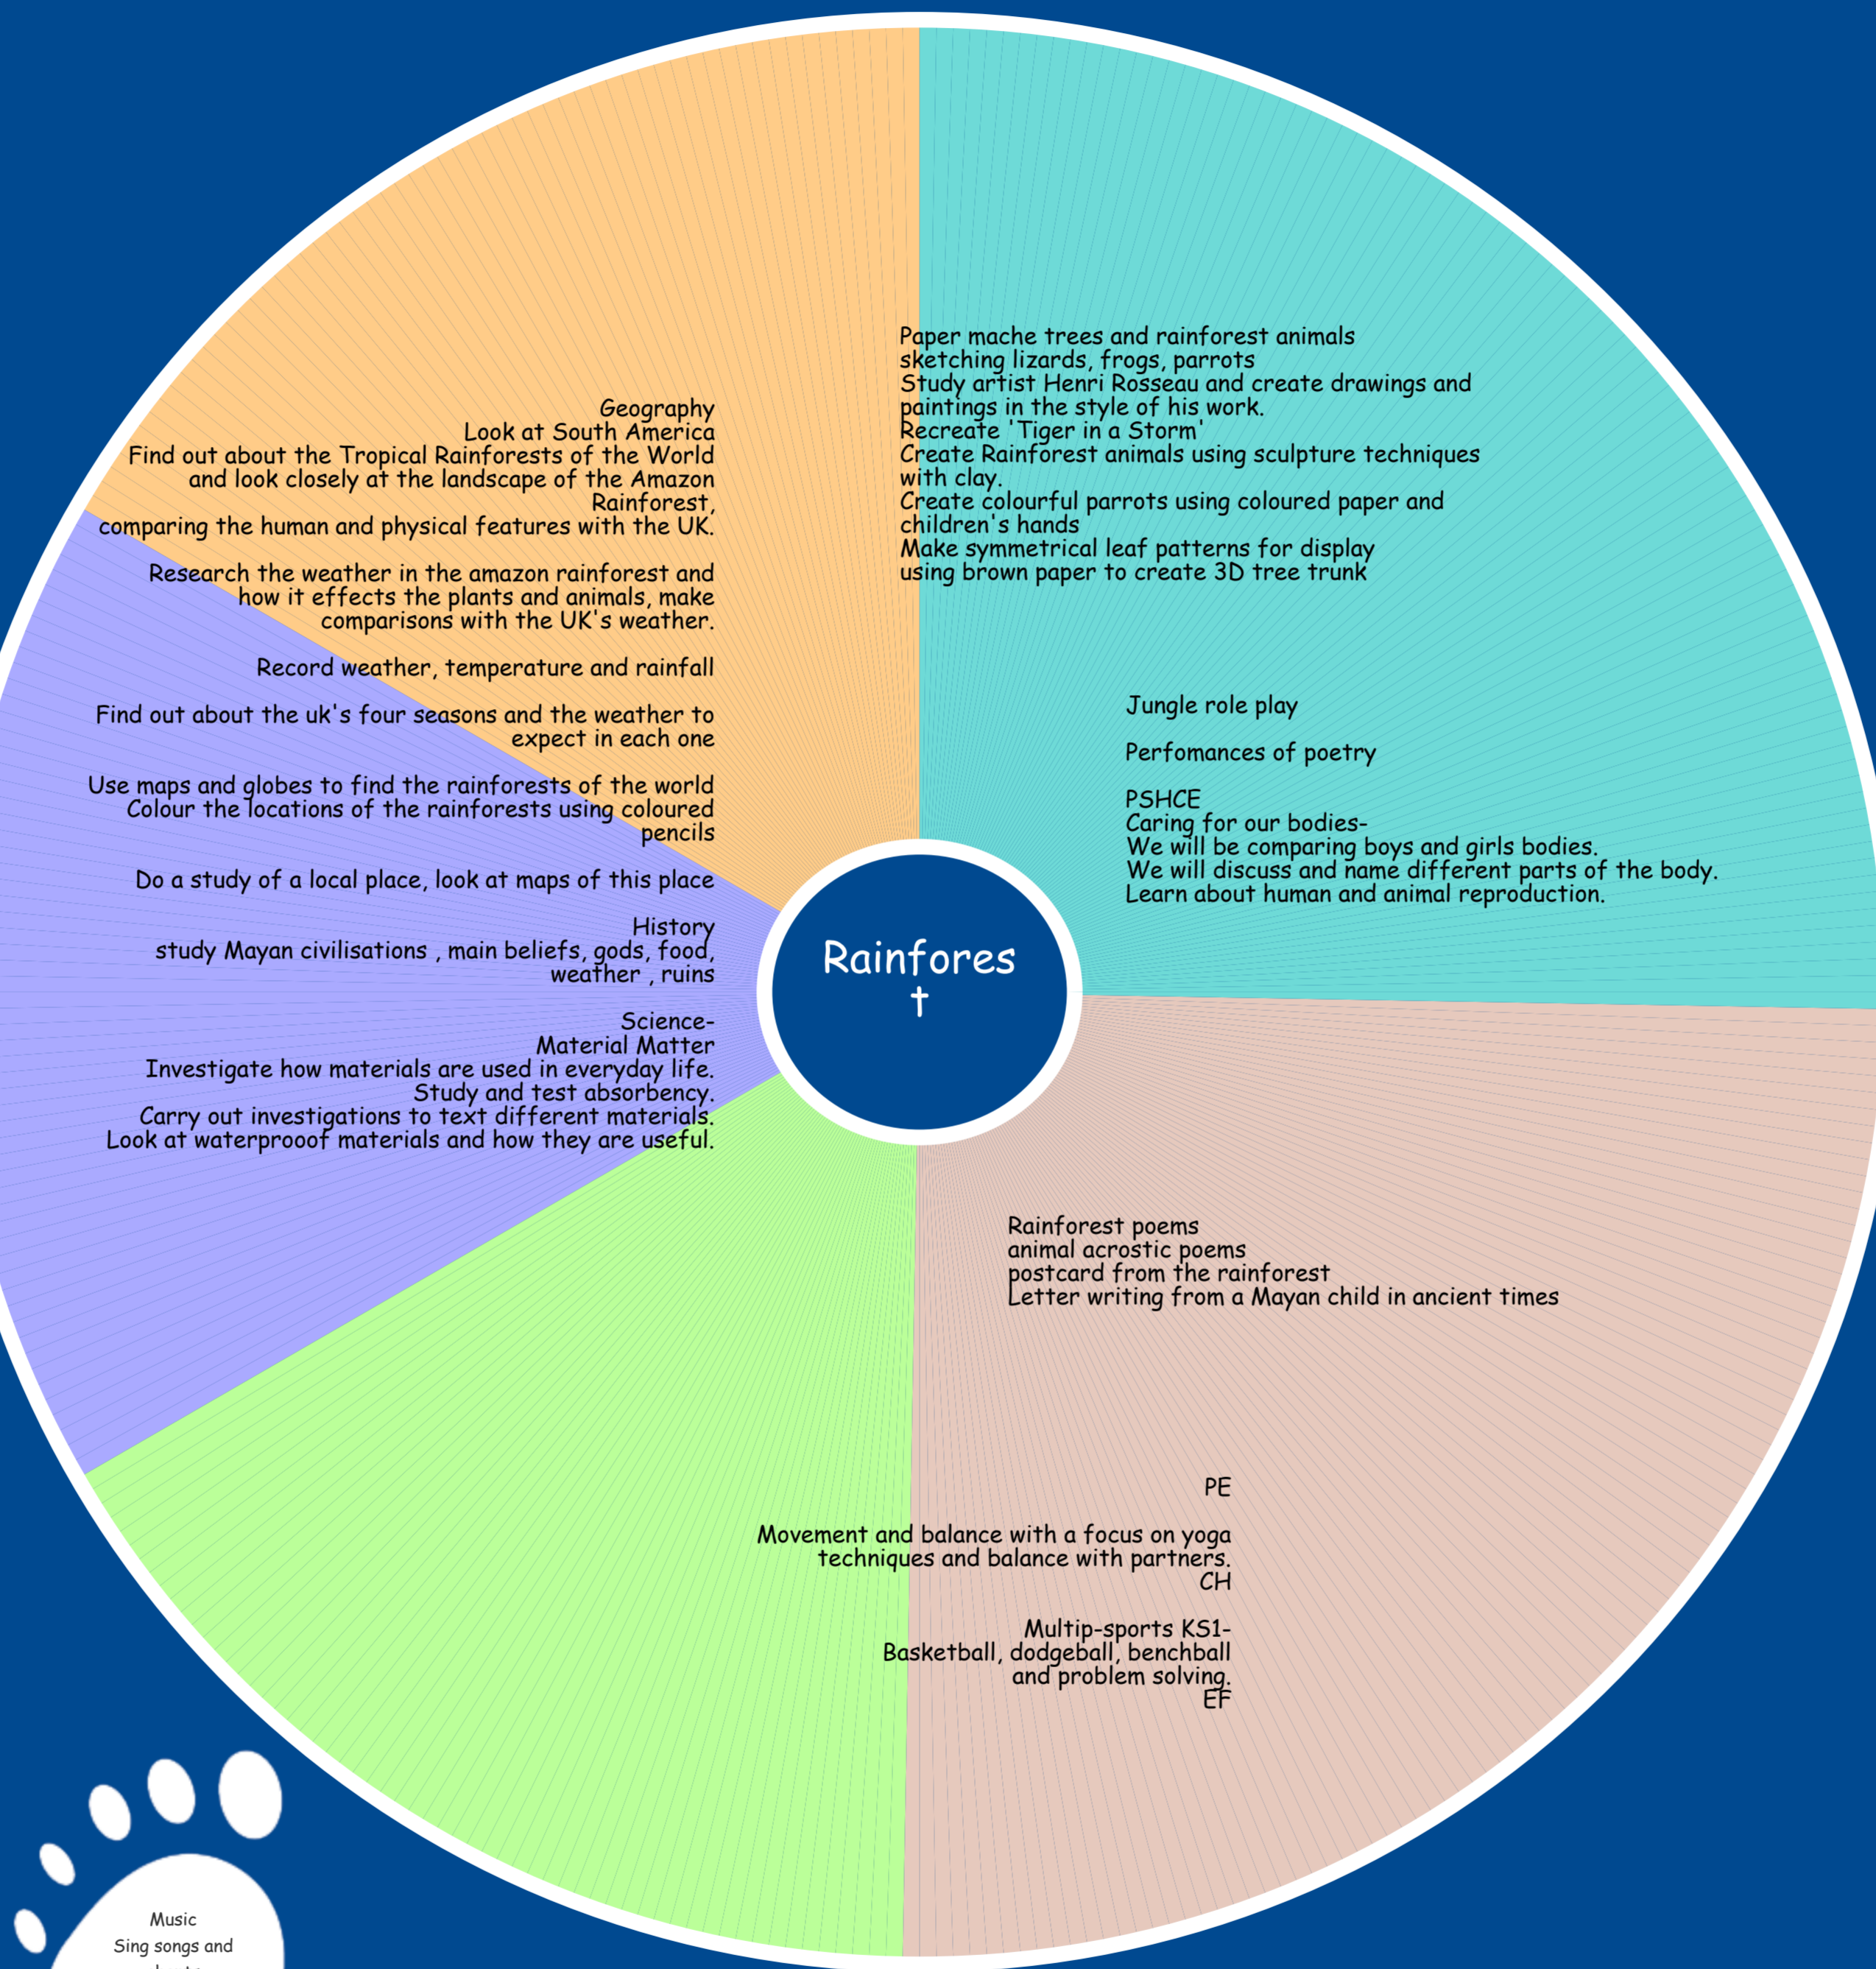 Paper mache trees and rainforest animals
sketching lizards, frogs, parrots
Study artist Henri Rosseau and create drawings and
paintings in the style of his work.
Recreate 'Tiger in a Storm'
Create Rainforest animals using sculpture techniques
with clay.
Create colourful parrots using coloured paper and
children's hands
Make symmetrical leaf patterns for display
using brown paper to create 3D tree trunk
Geography
Look at South America
Find out about the Tropical Rainforests of the World
and look closely at the landscape of the Amazon
Rainforest,
comparing the human and physical features with the UK.
Research the weather in the amazon rainforest and
how it effects the plants and animals, make
comparisons with the UK's weather.
Record weather, temperature and rainfall
Find out about the uk's four seasons and the weather to
expect in each one
Use maps and globes to find the rainforests of the world
Colour the locations of the rainforests using coloured
pencils
Do a study of a local place, look at maps of this place
History
study Mayan civilisations , main beliefs, gods, food,
weather , ruins
Science-
Material Matter
Investigate how materials are used in everyday life.
Study and test absorbency.
Carry out investigations to text different materials.
Look at waterprooof materials and how they are useful.
Jungle role play
Perfomances of poetry
PSHCE
Caring for our bodies-
We will be comparing boys and girls bodies.
We will discuss and name different parts of the body.
Learn about human and animal reproduction.
Rainfores
t
Rainforest poems
animal acrostic poems
postcard from the rainforest
Letter writing from a Mayan child in ancient times
PE
Movement and balance with a focus on yoga
techniques and balance with partners.
CH
Multip-sports KS1-
Basketball, dodgeball, benchball
and problem solving.
EF
Music
Sing songs and